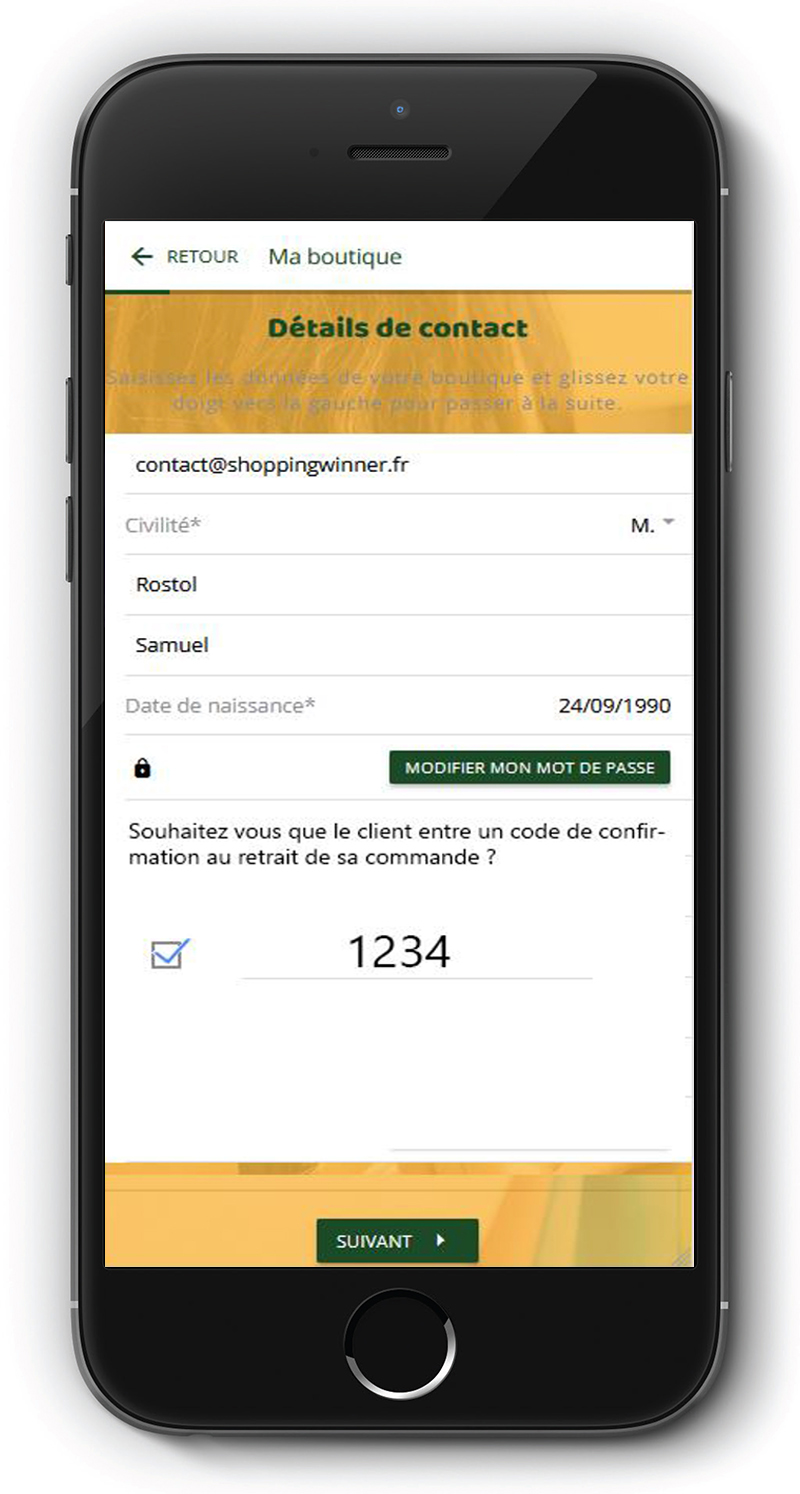 RETOUR Ma boutique
Détails de contact
Saisissez les données de votre boutique et glissez votre
doigt vers la gauche pour passer à la suite.
contact@shoppingwinner.fr
Civilité* M.
Rostol
Samuel
Date de naissance* 24/09/1990
MODIFIER MON MOT DE PASSE
Souhaitez vous que le client entre un code de confir-
mation au retrait de sa commande ?
1234
SUIVANT